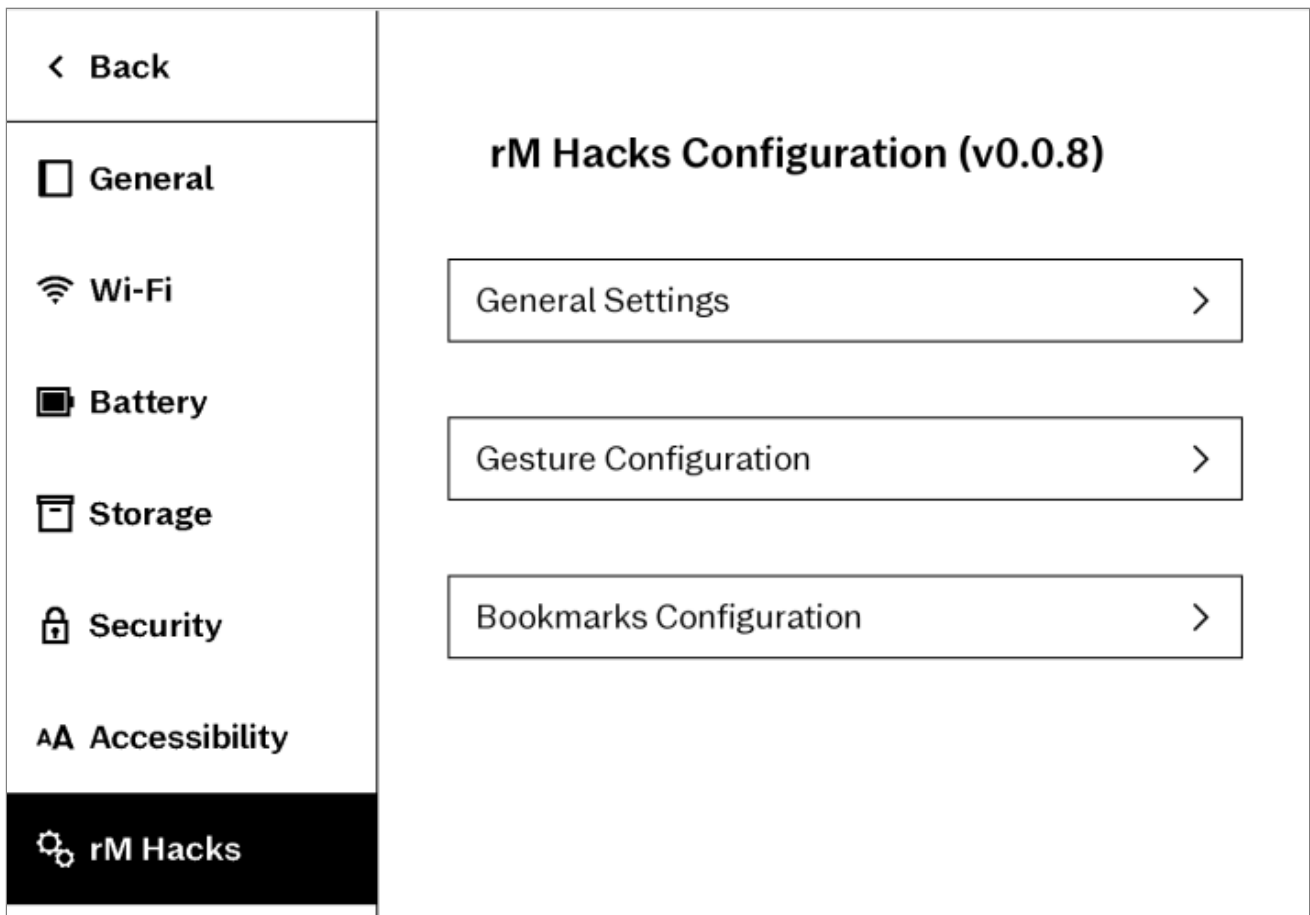 Back
General
Wi-Fi
Battery
Storage
Security
AA Accessibility
rM Hacks
rM Hacks Configuration (v0.0.8)
General Settings
Gesture Configuration
Bookmarks Configuration